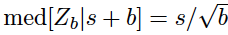 med[Z_b|s + b] = s/√b